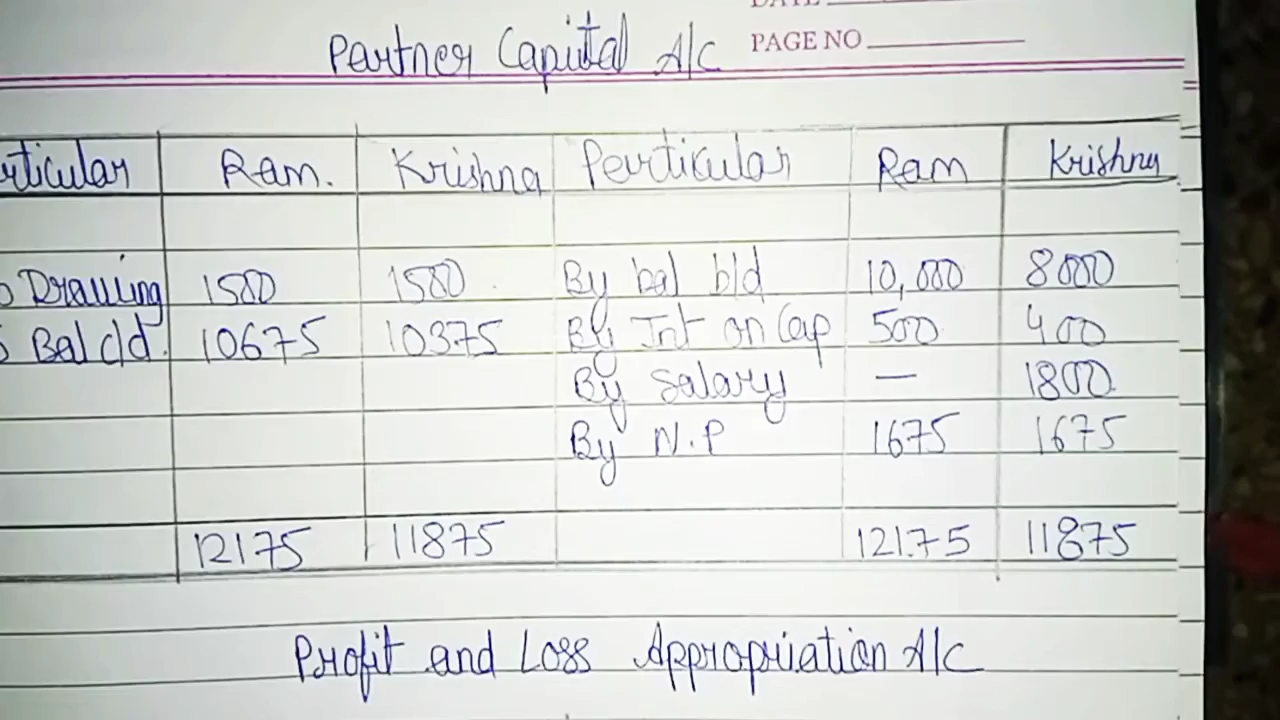 PAGE NO
Partner Capital A/c
rticular Ram. Krishna Perticular Ram Krishna
o Drawing 1500 1500 By bal b/d 10,000 8000
o Bal c/d. 10675 10375 By Int on Cap 500 400
By Salary — 1800
By N.P 1675 1675
12175 11875 12175 11875
Profit and Loss Appropriation A/c